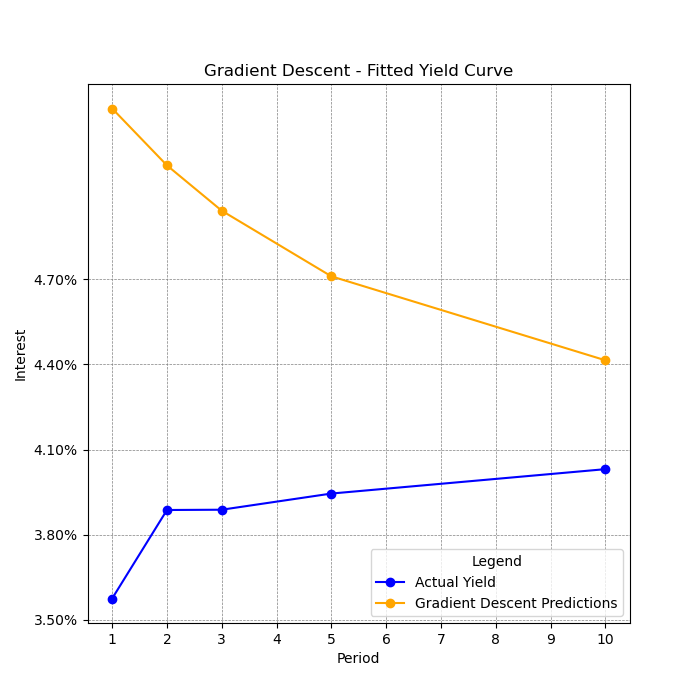 Gradient Descent - Fitted Yield Curve
4.70%
4.40%
4.10%
3.80%
3.50%
Interest
Legend
Actual Yield
Gradient Descent Predictions
1 2 3 4 5 6 7 8 9 10
Period